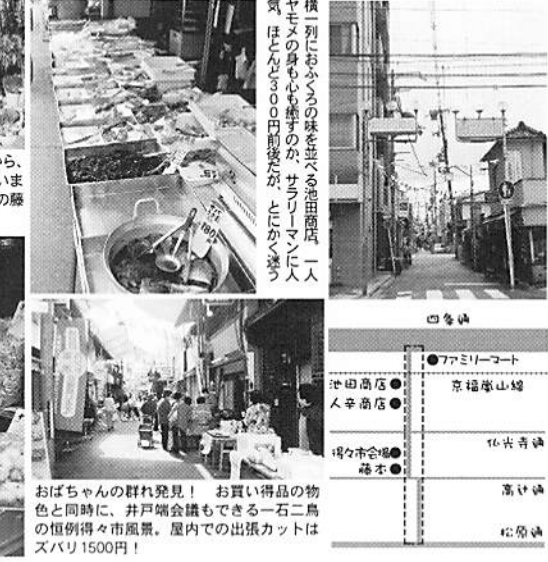 横一列におふくろの味を並べる池田商店。一人
ヤモメの身も心も癒すのか、サラリーマンに人
気。ほとんど300円前後だが、とにかく迷う
ら、
いま
の藤
180
おばちゃんの群れ発見！　お買い得品の物
色と同時に、井戸端会議もできる一石二鳥
の恒例得々市風景。屋内での出張カットは
ズバリ1500円！
四条通
ファミリーマート
池田商店
京福嵐山線
人辛商店
仏光寺通
得々市会場
藤本
高辻通
松原通